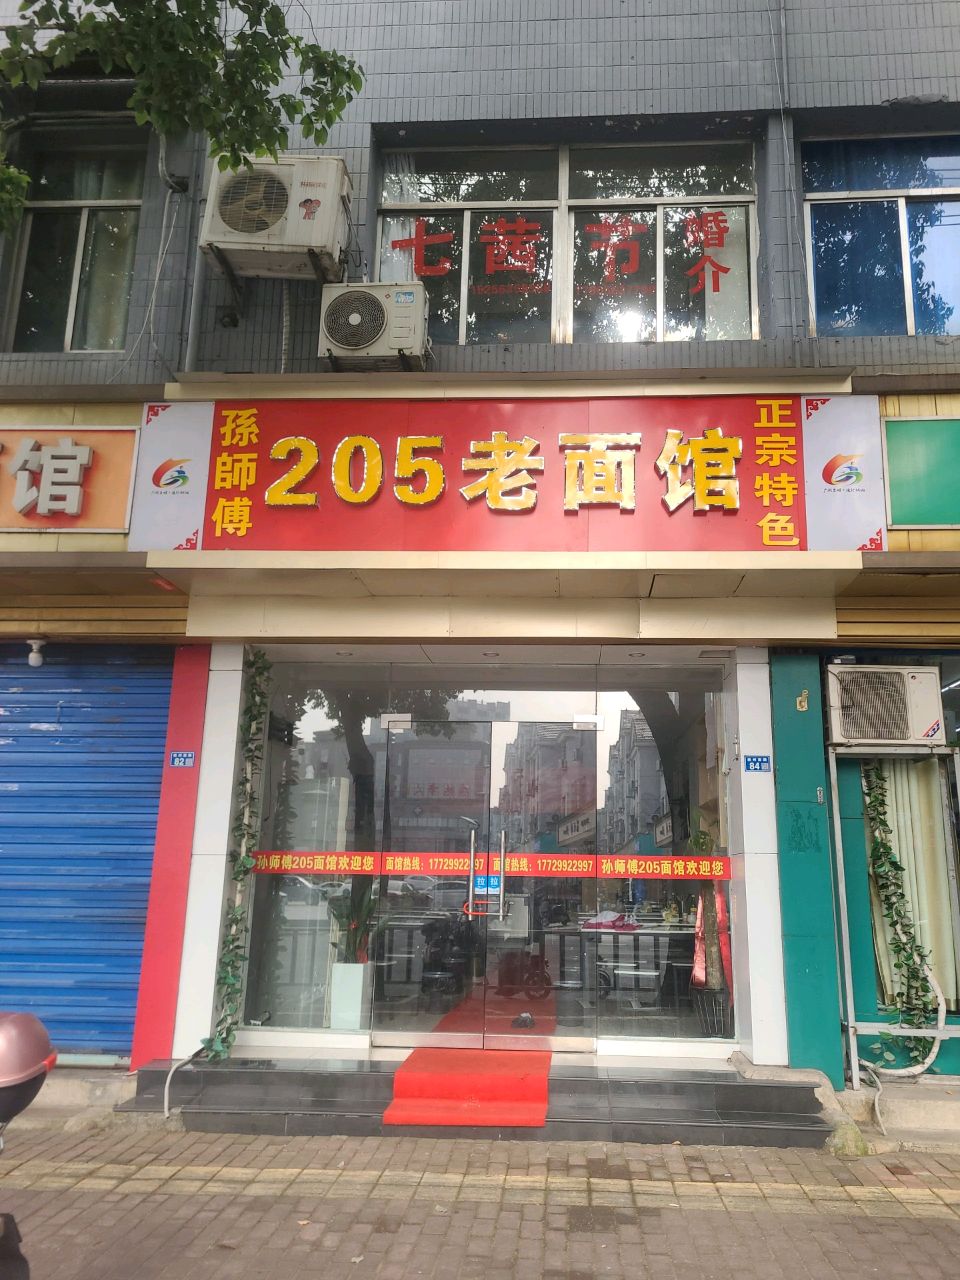 七茜节
婚介
馆
孫師傅
205老面馆
正宗特色
82
84
孙师傅205面馆欢迎您
面馆热线：17729922997
面馆热线：17729922997
孙师傅205面馆欢迎您
拉
拉